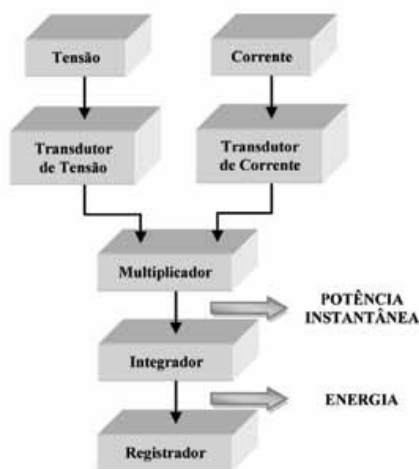 Tensão
Corrente
Transdutor
de Tensão
Transdutor
de Corrente
Multiplicador
POTÊNCIA
INSTANTÂNEA
Integrador
ENERGIA
Registrador